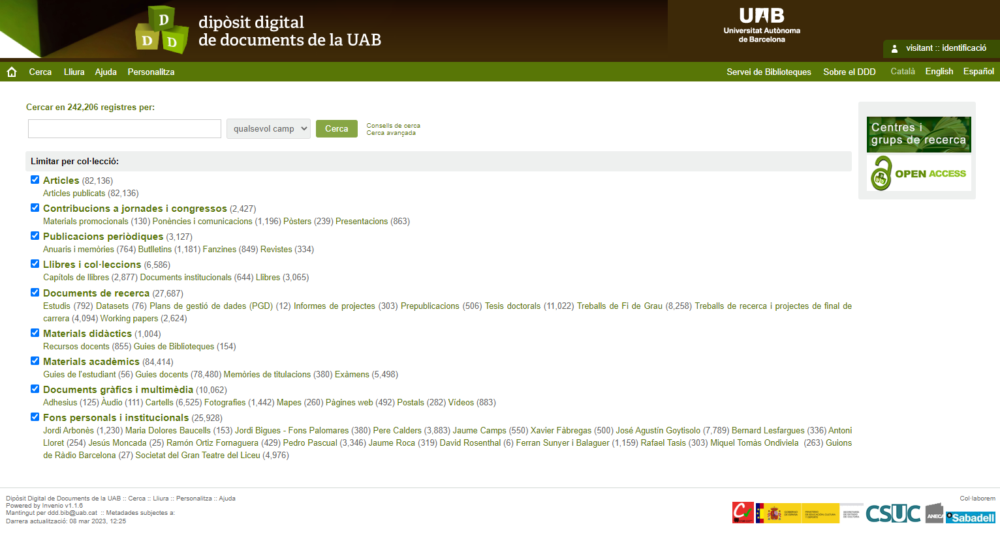 D
D
D
dipòsit digital
de documents de la UAB
UAB
Universitat Autònoma
de Barcelona
visitant :: identificació
Cerca Lliura Ajuda Personalitza
Servei de Biblioteques Sobre el DDD Català English Español
Cercar en 242,206 registres per:
qualsevol camp Cerca
Consells de cerca
Cerca avançada
Centres i
grups de recerca
OPEN ACCESS
Limitar per col·lecció:
Articles (82,136)
Articles publicats (82,136)
Contribucions a jornades i congressos (2,427)
Materials promocionals (130) Ponències i comunicacions (1,196) Pòsters (239) Presentacions (863)
Publicacions periòdiques (3,127)
Anuaris i memòries (764) Butlletins (1,181) Fanzines (849) Revistes (334)
Llibres i col·leccions (6,586)
Capítols de llibres (2,877) Documents institucionals (644) Llibres (3,065)
Documents de recerca (27,687)
Estudis (792) Datasets (76) Plans de gestió de dades (PGD) (12) Informes de projectes (303) Prepublicacions (506) Tesis doctorals (11,022) Treballs de Fi de Grau (8,258) Treballs de recerca i projectes de final de
carrera (4,094) Working papers (2,624)
Materials didàctics (1,004)
Recursos docents (855) Guies de Biblioteques (154)
Materials acadèmics (84,414)
Guies de l'estudiant (56) Guies docents (78,480) Memòries de titulacions (380) Exàmens (5,498)
Documents gràfics i multimèdia (10,062)
Adhesius (125) Àudio (111) Cartells (6,525) Fotografies (1,442) Mapes (260) Pàgines web (492) Postals (282) Vídeos (883)
Fons personals i institucionals (25,928)
Jordi Arbonès (1,230) Maria Dolores Baucells (153) Jordi Bigues - Fons Palomares (380) Pere Calders (3,883) Jaume Camps (550) Xavier Fàbregas (500) José Agustín Goytisolo (7,789) Bernard Lesfargues (336) Antoni
Lloret (254) Jesús Moncada (25) Ramón Ortiz Fornaguera (429) Pedro Pascual (3,346) Jaume Roca (319) David Rosenthal (6) Ferran Sunyer i Balaguer (1,159) Rafael Tasis (303) Miquel Tomàs Ondiviela (263) Guions
de Ràdio Barcelona (27) Societat del Gran Teatre del Liceu (4,976)
Dipòsit Digital de Documents de la UAB :: Cerca :: Lliura :: Personalitza :: Ajuda
Powered by Invenio v1.1.6
Mantingut per ddd.bib@uab.cat :: Metadades subjectes a:
Darrera actualització: 08 mar 2023, 12:25
Col·laborem
CSUC
ANECA
Sabadell